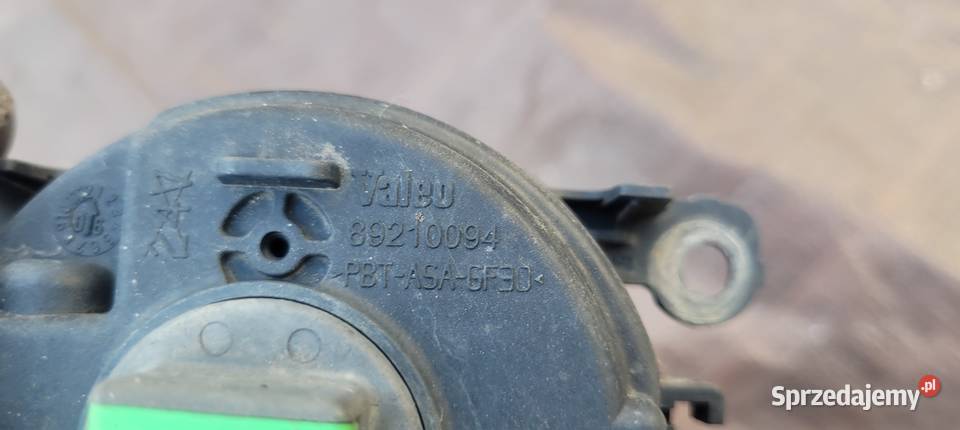 Valeo
89210094
>PBT-ASA-GF30<
Sprzedajemy.pl